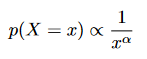 p(X = x) ∝ 1/x^α